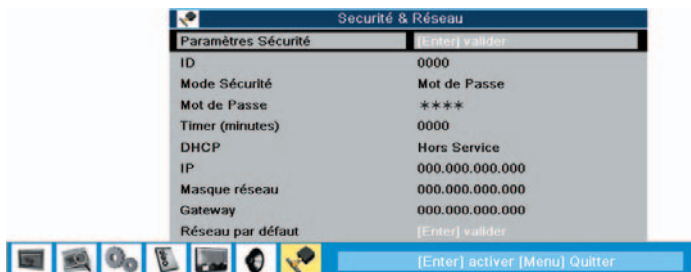 Securité & Réseau
Paramètres Sécurité [Enter] valider
ID 0000
Mode Sécurité Mot de Passe
Mot de Passe ****
Timer (minutes) 0000
DHCP Hors Service
IP 000.000.000.000
Masque réseau 000.000.000.000
Gateway 000.000.000.000
Réseau par défaut [Enter] valider
[Enter] activer [Menu] Quitter